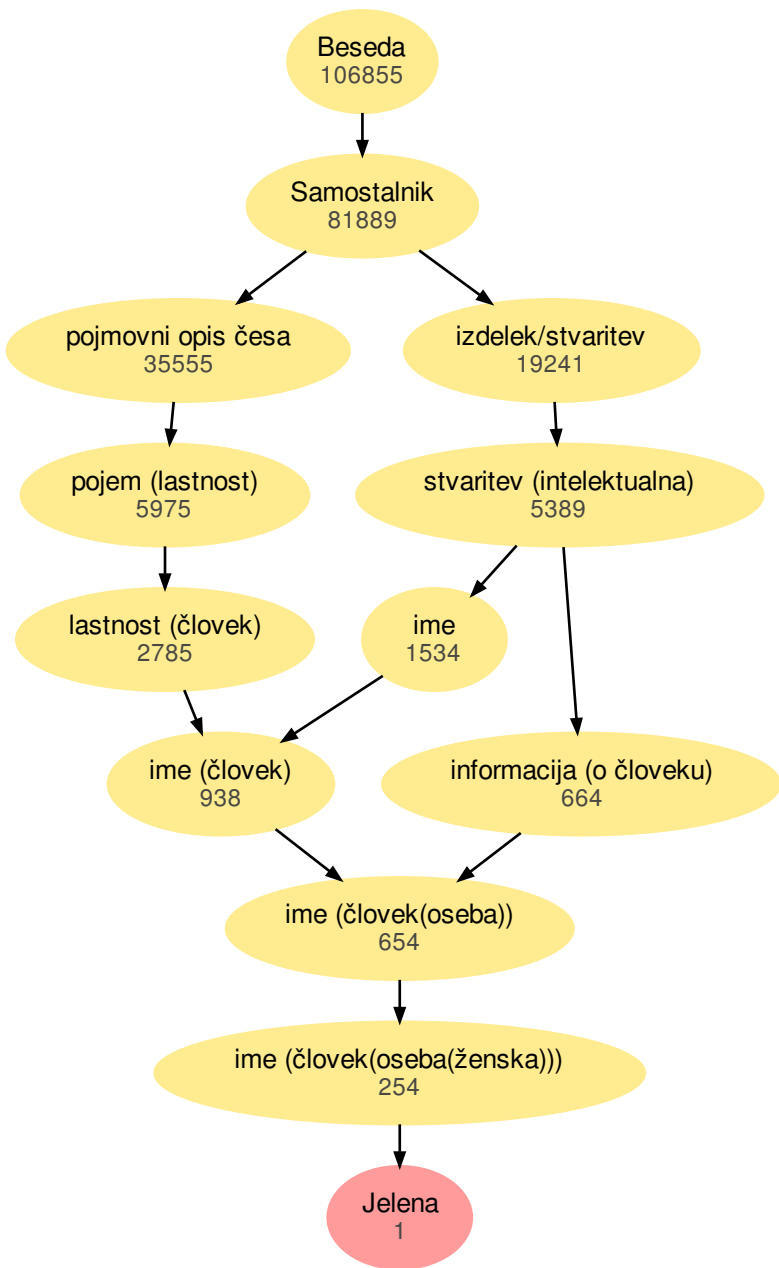 Beseda
106855
Samostalnik
81889
pojmovni opis česa
35555
izdelek/stvaritev
19241
pojem (lastnost)
5975
stvaritev (intelektualna)
5389
lastnost (človek)
2785
ime
1534
ime (človek)
938
informacija (o človeku)
664
ime (človek(oseba))
654
ime (človek(oseba(ženska)))
254
Jelena
1